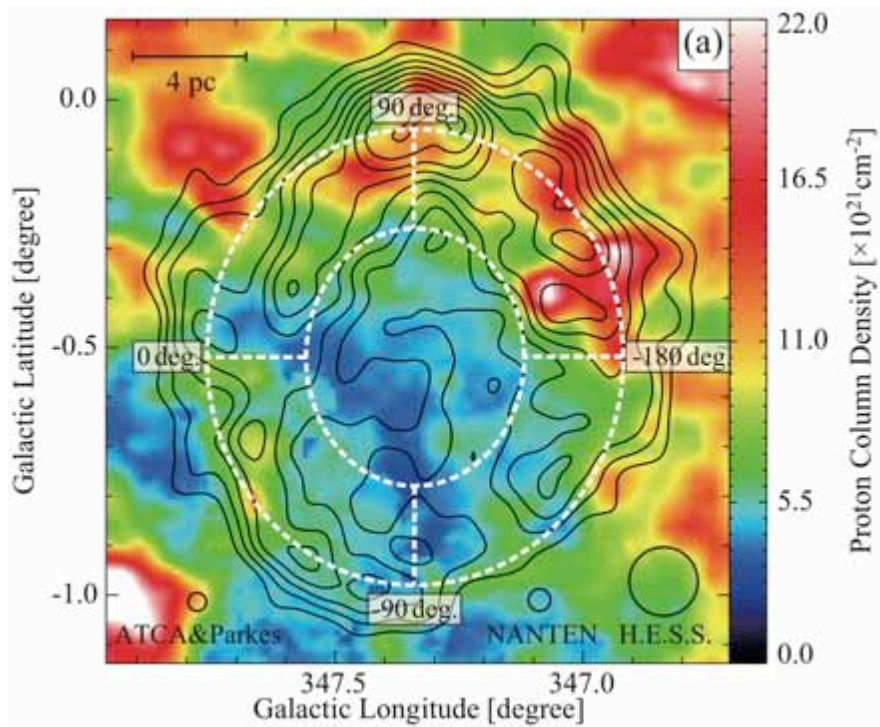 (a)
4 pc
90 deg.
0 deg.
-180 deg
-90 deg.
ATCA&Parkes
NANTEN
H.E.S.S.
0.0
-0.5
-1.0
Galactic Latitude [degree]
347.5
347.0
Galactic Longitude [degree]
22.0
16.5
11.0
5.5
0.0
Proton Column Density [×10²¹cm⁻²]